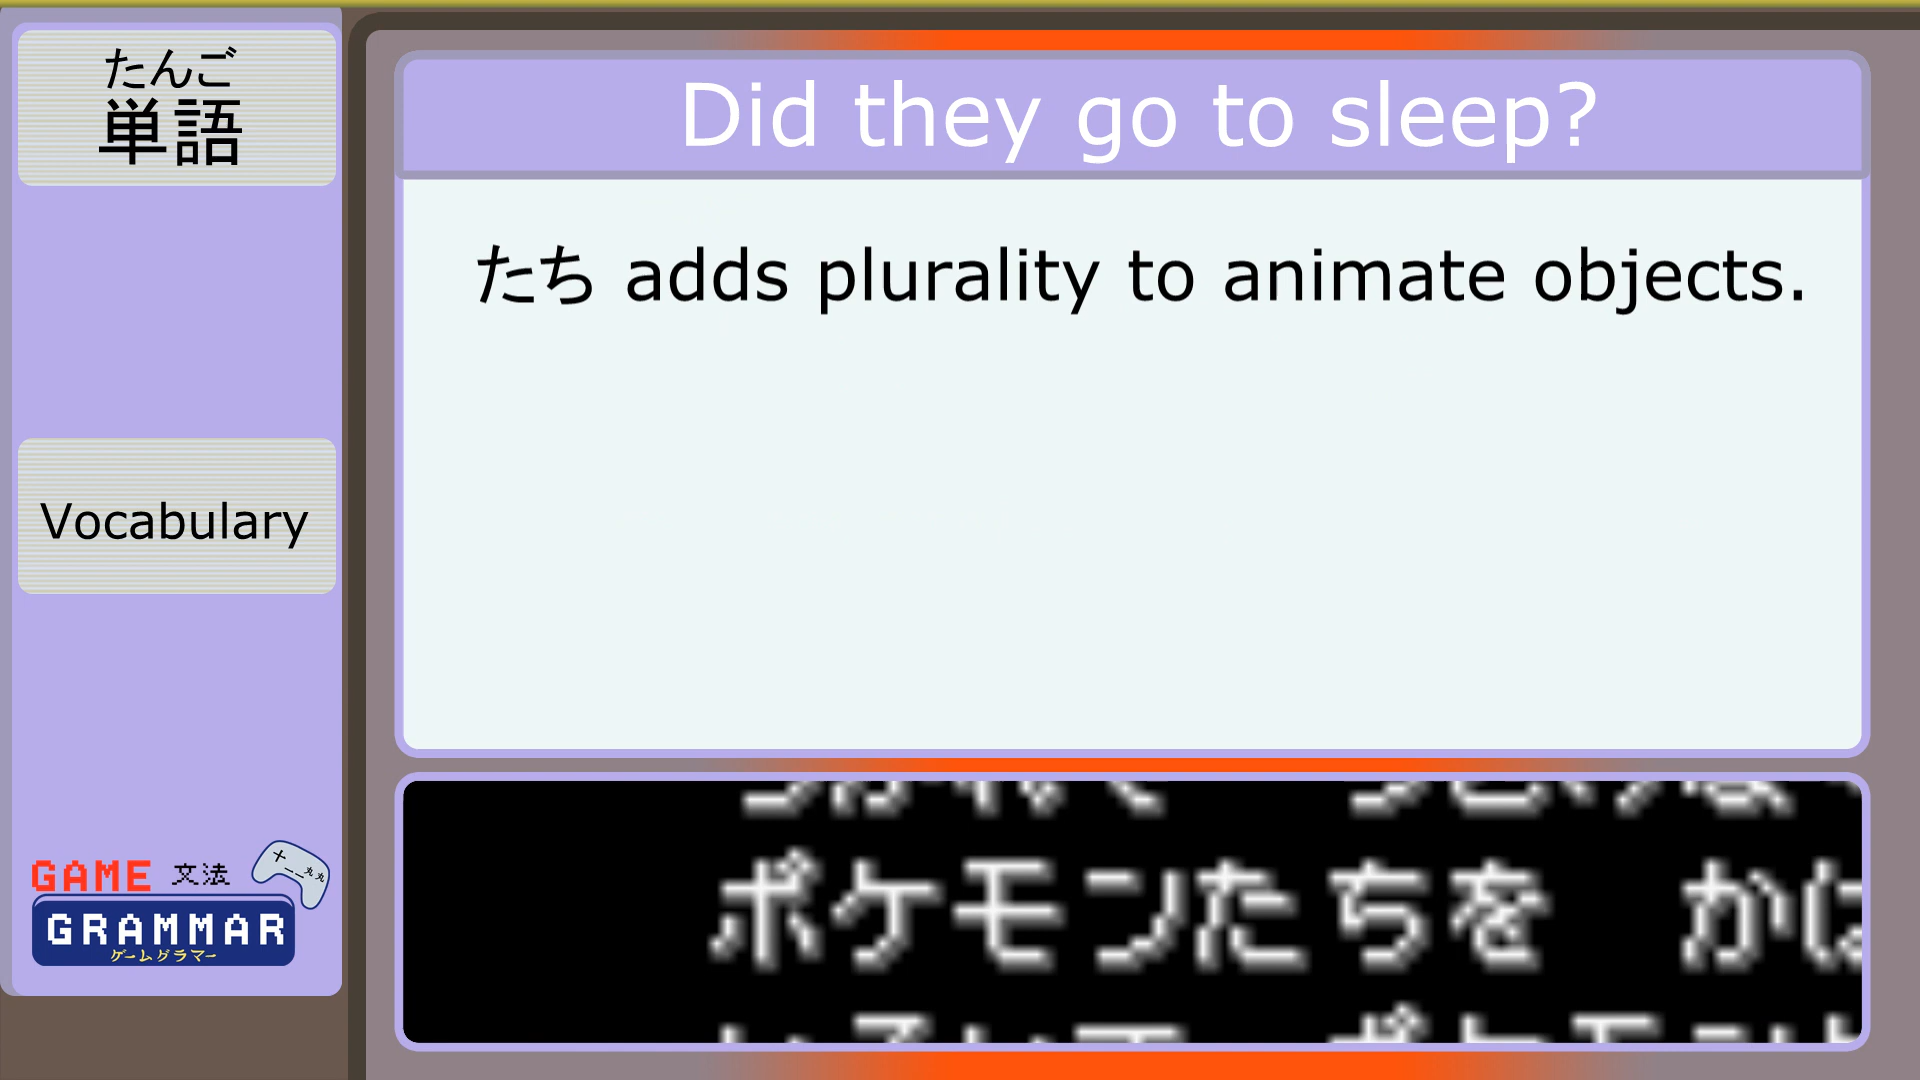 たんご
単語
Vocabulary
GAME 文法
GRAMMAR
ゲームグラマー
Did they go to sleep?
たち adds plurality to animate objects.
ポケモンたちを か